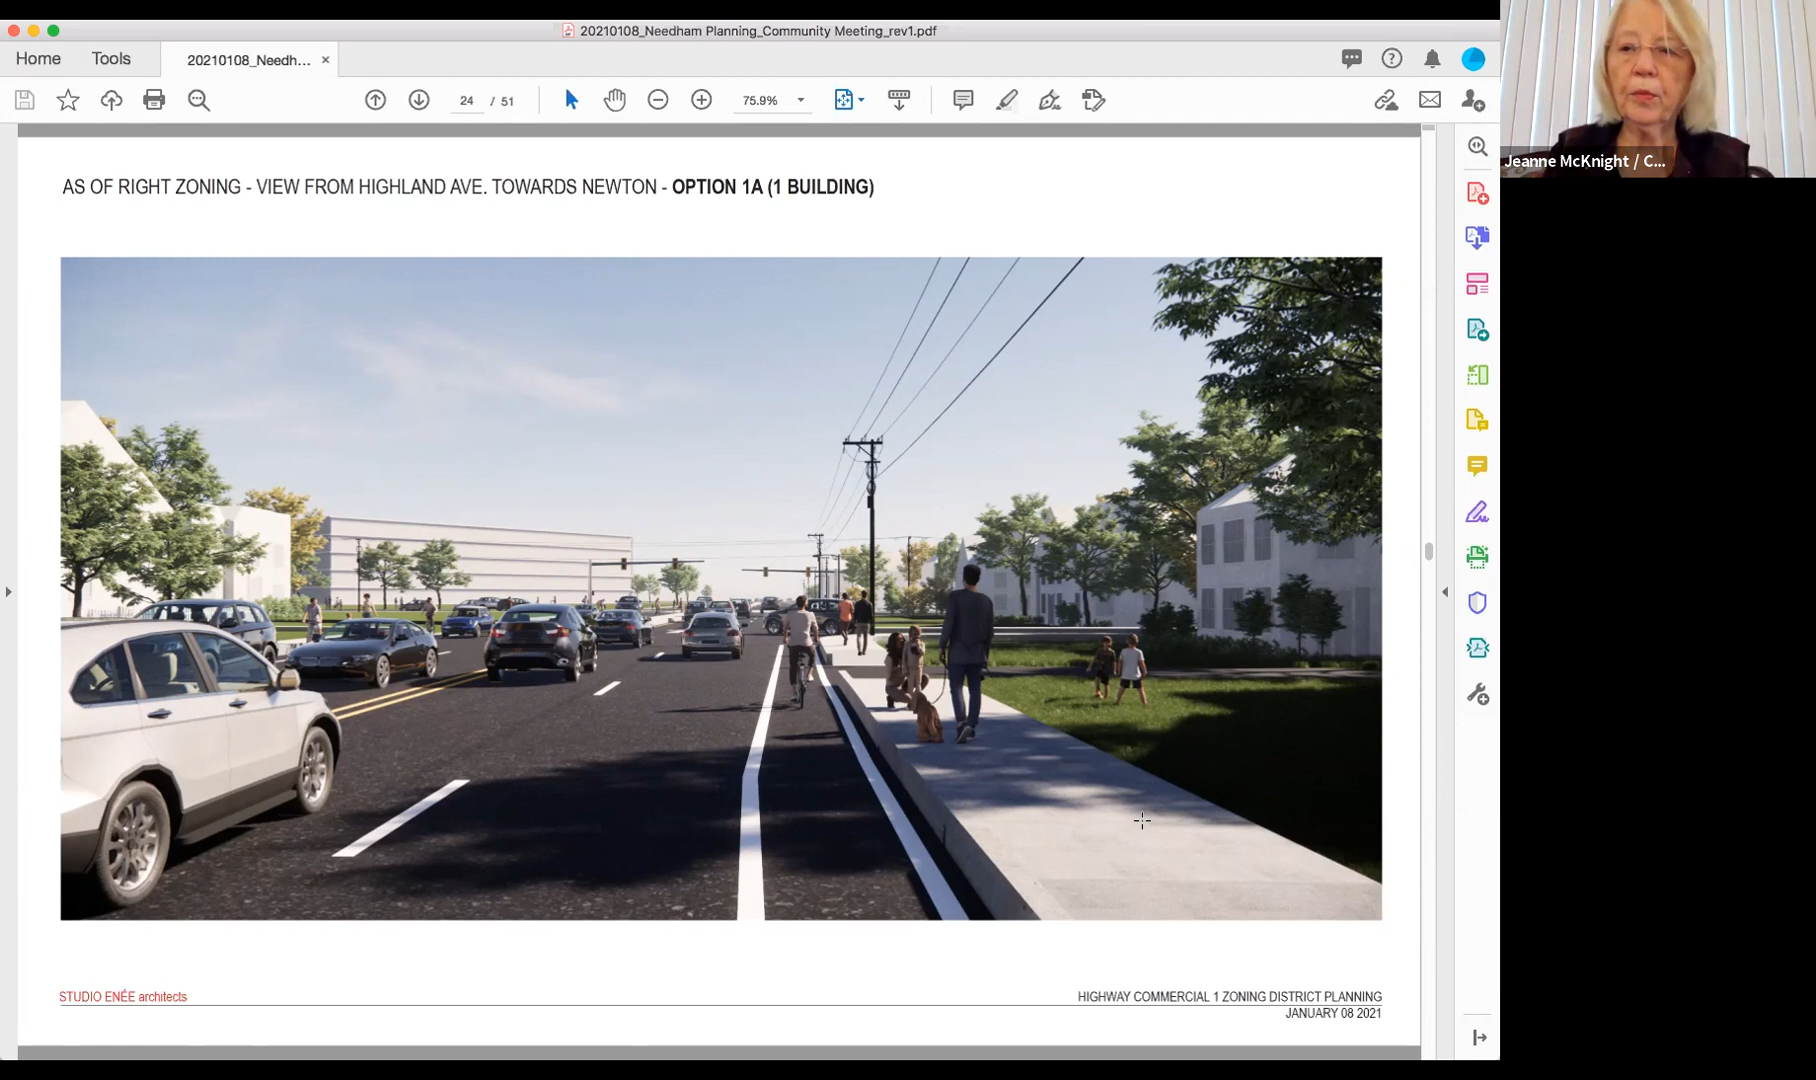 20210108_Needham Planning_Community Meeting_rev1.pdf
Home Tools 20210108_Needh... ×
24 / 51 75.9%
Jeanne McKnight / C...
AS OF RIGHT ZONING - VIEW FROM HIGHLAND AVE. TOWARDS NEWTON - OPTION 1A (1 BUILDING)
STUDIO ENÉE architects
HIGHWAY COMMERCIAL 1 ZONING DISTRICT PLANNING
JANUARY 08 2021